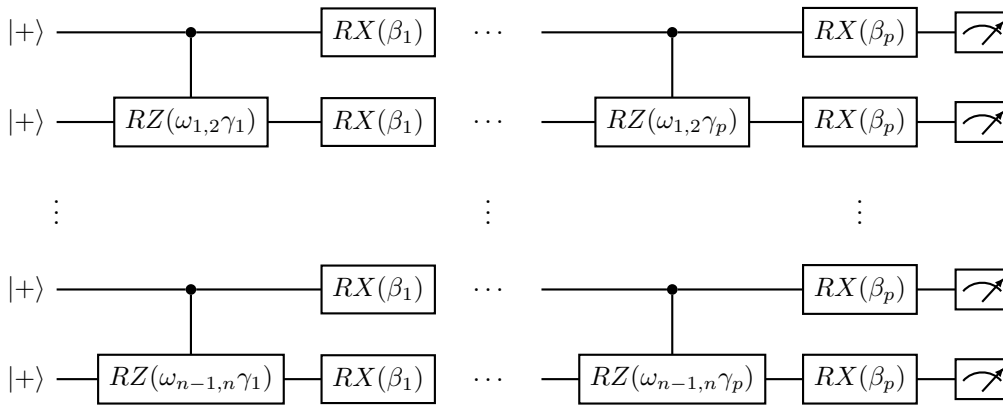 |+⟩ RX(β₁) ⋯ RX(βₚ)
|+⟩ RZ(ω₁,₂γ₁) RX(β₁) ⋯ RZ(ω₁,₂γₚ) RX(βₚ)
⋮ ⋮ ⋮
|+⟩ RX(β₁) ⋯ RX(βₚ)
|+⟩ RZ(ωₙ₋₁,ₙγ₁) RX(β₁) ⋯ RZ(ωₙ₋₁,ₙγₚ) RX(βₚ)